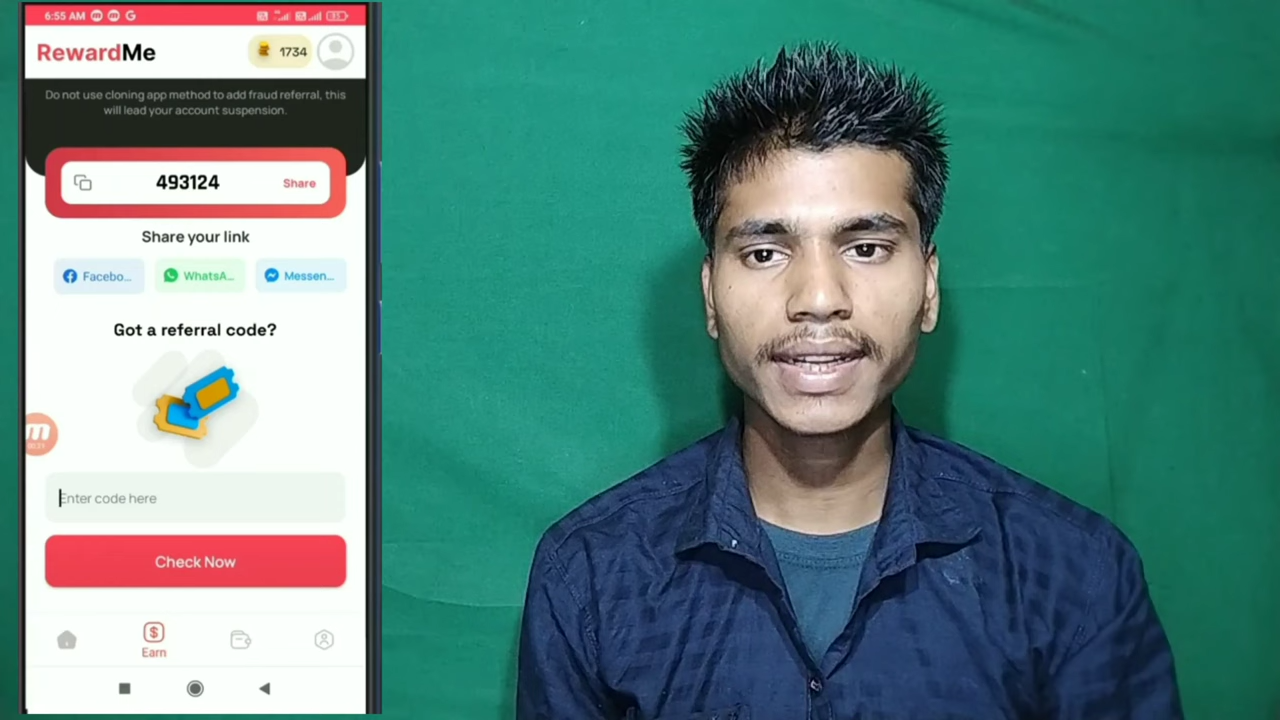 6:55 AM
RewardMe
1734
Do not use cloning app method to add fraud referral, this
will lead your account suspension.
493124
Share
Share your link
Facebo...
WhatsA...
Messen...
Got a referral code?
Enter code here
Check Now
Earn